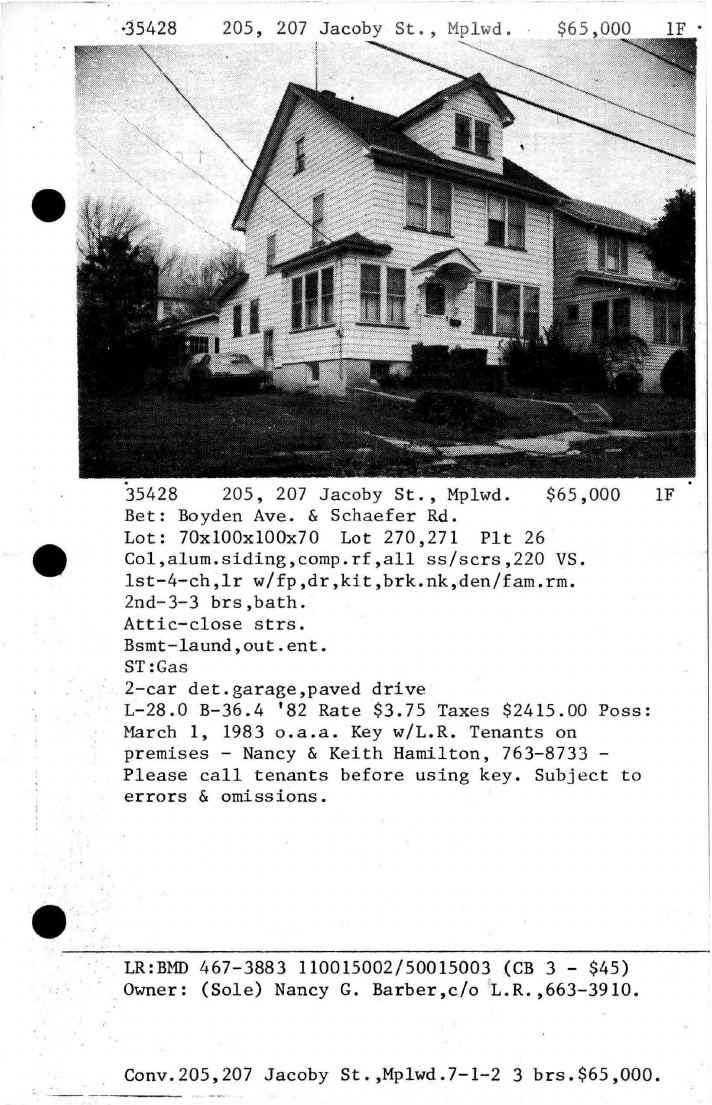 35428 205, 207 Jacoby St., Mplwd. $65,000 1F
35428 205, 207 Jacoby St., Mplwd. $65,000 1F
Bet: Boyden Ave. & Schaefer Rd.
Lot: 70x100x100x70 Lot 270,271 Plt 26
Col,alum.siding,comp.rf,all ss/scrs,220 VS.
1st-4-ch,lr w/fp,dr,kit,brk.nk,den/fam.rm.
2nd-3-3 brs,bath.
Attic-close strs.
Bsmt-laund,out.ent.
ST:Gas
2-car det.garage,paved drive
L-28.0 B-36.4 '82 Rate $3.75 Taxes $2415.00 Poss:
March 1, 1983 o.a.a. Key w/L.R. Tenants on
premises - Nancy & Keith Hamilton, 763-8733 -
Please call tenants before using key. Subject to
errors & omissions.
LR:BMD 467-3883 110015002/50015003 (CB 3 - $45)
Owner: (Sole) Nancy G. Barber,c/o L.R.,663-3910.
Conv.205,207 Jacoby St.,Mplwd.7-1-2 3 brs.$65,000.